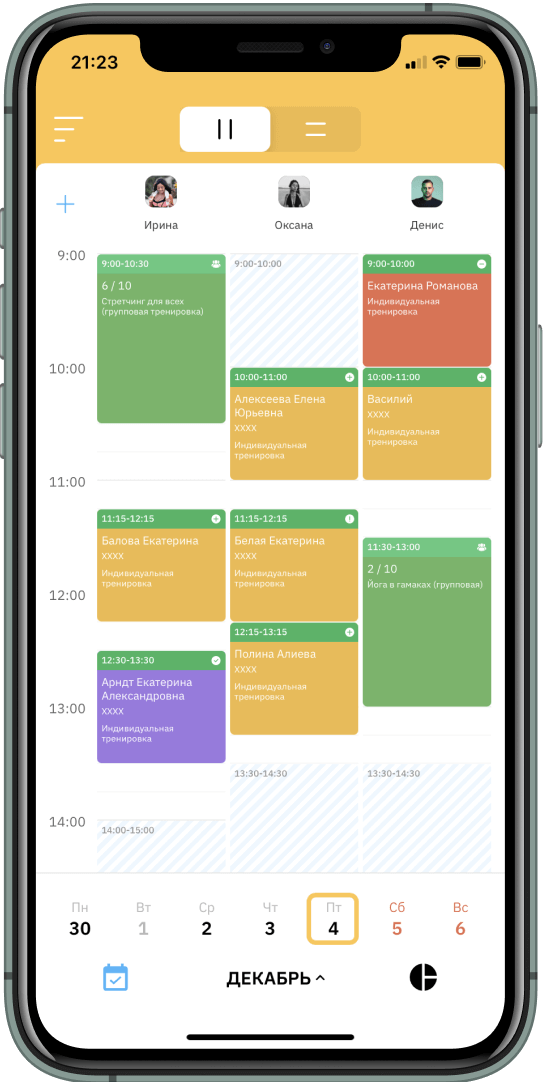 21:23
Ирина
Оксана
Денис
9:00
10:00
11:00
12:00
13:00
14:00
9:00-10:30
6 / 10
Стретчинг для всех
(групповая тренировка)
11:15-12:15
Балова Екатерина
XXXX
Индивидуальная
тренировка
12:30-13:30
Арндт Екатерина
Александровна
XXXX
Индивидуальная
тренировка
14:00-15:00
9:00-10:00
10:00-11:00
Алексеева Елена
Юрьевна
XXXX
Индивидуальная
тренировка
11:15-12:15
Белая Екатерина
XXXX
Индивидуальная
тренировка
12:15-13:15
Полина Алиева
XXXX
Индивидуальная
тренировка
13:30-14:30
9:00-10:00
Екатерина Романова
Индивидуальная
тренировка
10:00-11:00
Василий
XXXX
Индивидуальная
тренировка
11:30-13:00
2 / 10
Йога в гамаках (групповая)
13:30-14:30
Пн Вт Ср Чт Пт Сб Вс
30 1 2 3 4 5 6
ДЕКАБРЬ